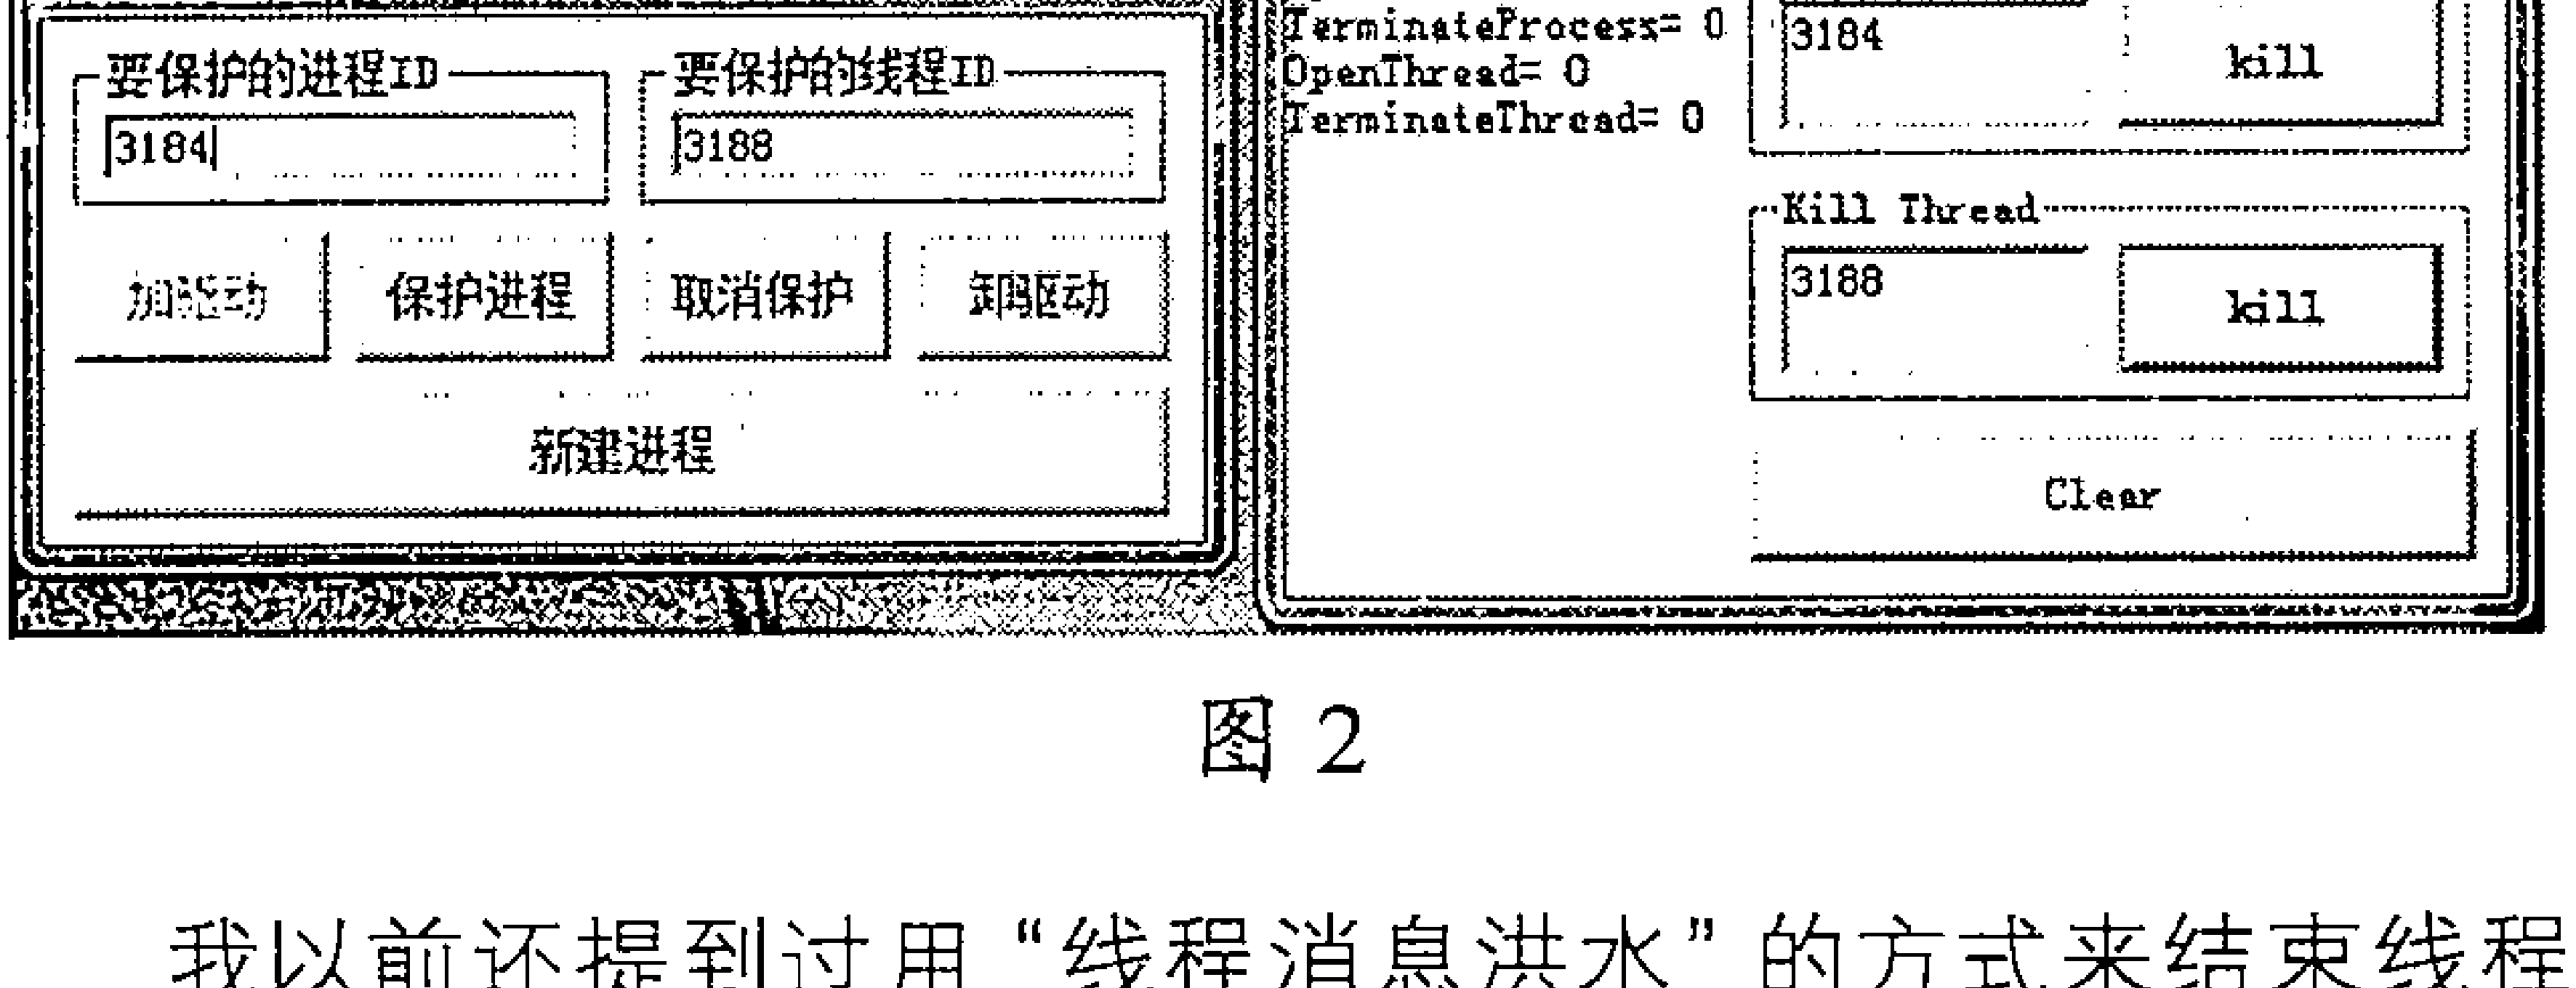 要保护的进程ID
3184
要保护的线程ID
3188
加驱动
保护进程
取消保护
卸驱动
新建进程
TerminateProcess= 0
OpenThread= 0
TerminateThread= 0
3184
kill
Kill Thread
3188
kill
Clear
图 2
我以前还提到过用“线程消息洪水”的方式来结束线程